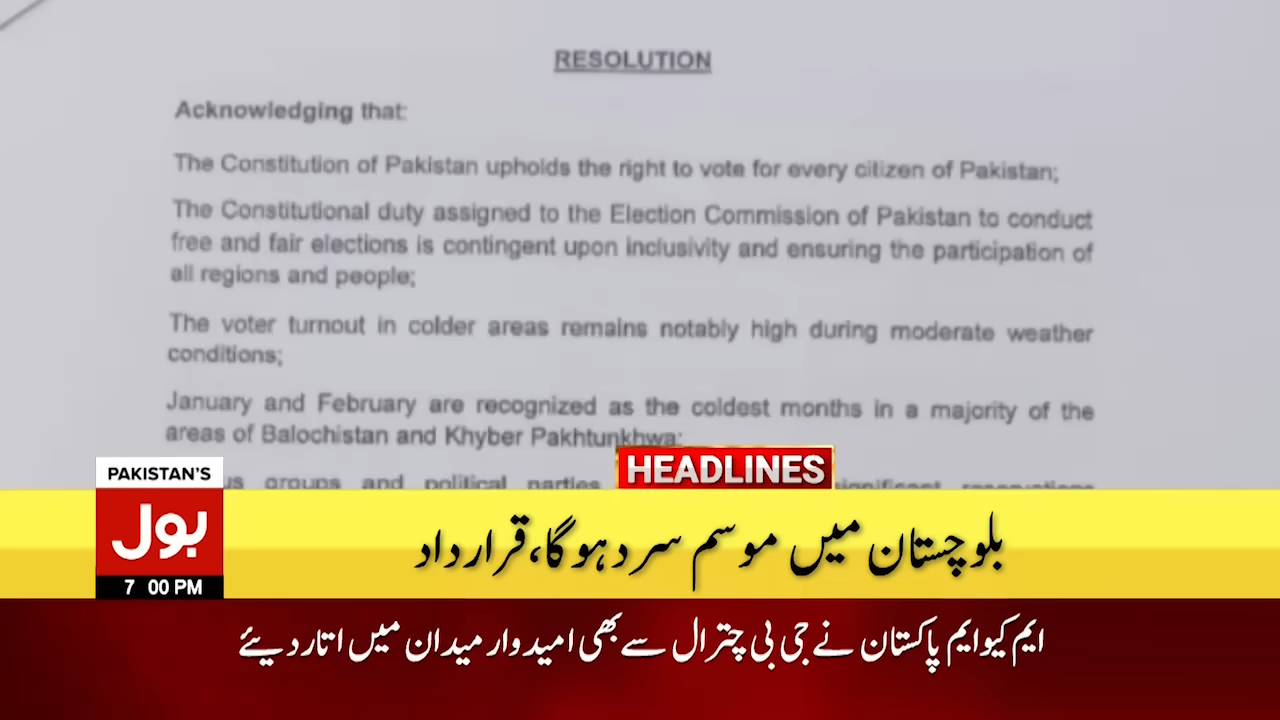 RESOLUTION
Acknowledging that:
The Constitution of Pakistan upholds the right to vote for every citizen of Pakistan;
The Constitutional duty assigned to the Election Commission of Pakistan to conduct
free and fair elections is contingent upon inclusivity and ensuring the participation of
all regions and people;
The voter turnout in colder areas remains notably high during moderate weather
conditions;
January and February are recognized as the coldest months in a majority of the
areas of Balochistan and Khyber Pakhtunkhwa;
groups and political parties significant reservations
HEADLINES
PAKISTAN'S
بول
7 00 PM
بلوچستان میں موسم سرد ہوگا، قرارداد
ایم کیو ایم پاکستان نے جی بی چترال سے بھی امیدوار میدان میں اتار دیئے